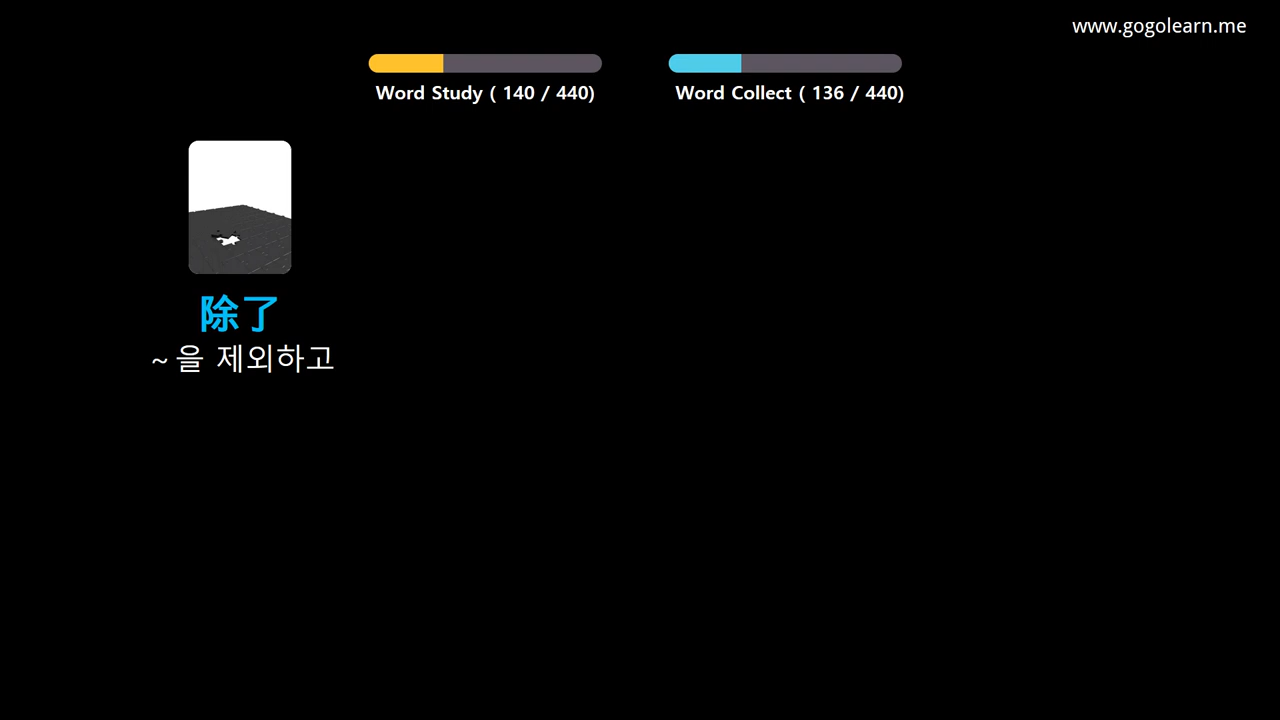 www.gogolearn.me
Word Study ( 140 / 440)
Word Collect ( 136 / 440)
除了
~ 을 제외하고